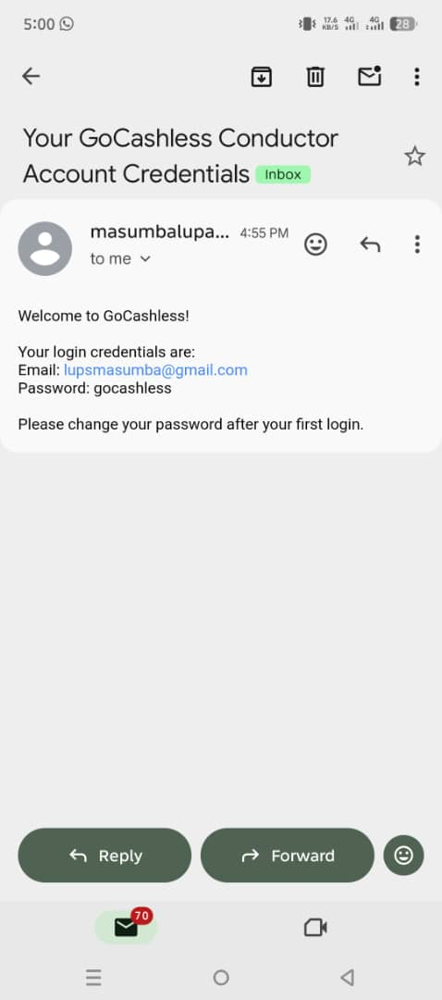 5:00
17.6
KB/S
4G
4G
28
Your GoCashless Conductor
Account Credentials Inbox
masumbalupa... 4:55 PM
to me
Welcome to GoCashless!
Your login credentials are:
Email: lupsmasumba@gmail.com
Password: gocashless
Please change your password after your first login.
Reply
Forward
70